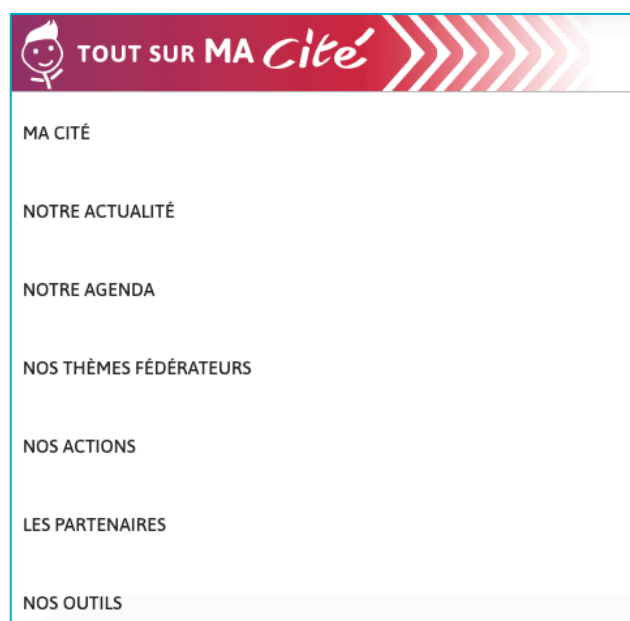 TOUT SUR MA Cité
MA CITÉ
NOTRE ACTUALITÉ
NOTRE AGENDA
NOS THÈMES FÉDÉRATEURS
NOS ACTIONS
LES PARTENAIRES
NOS OUTILS